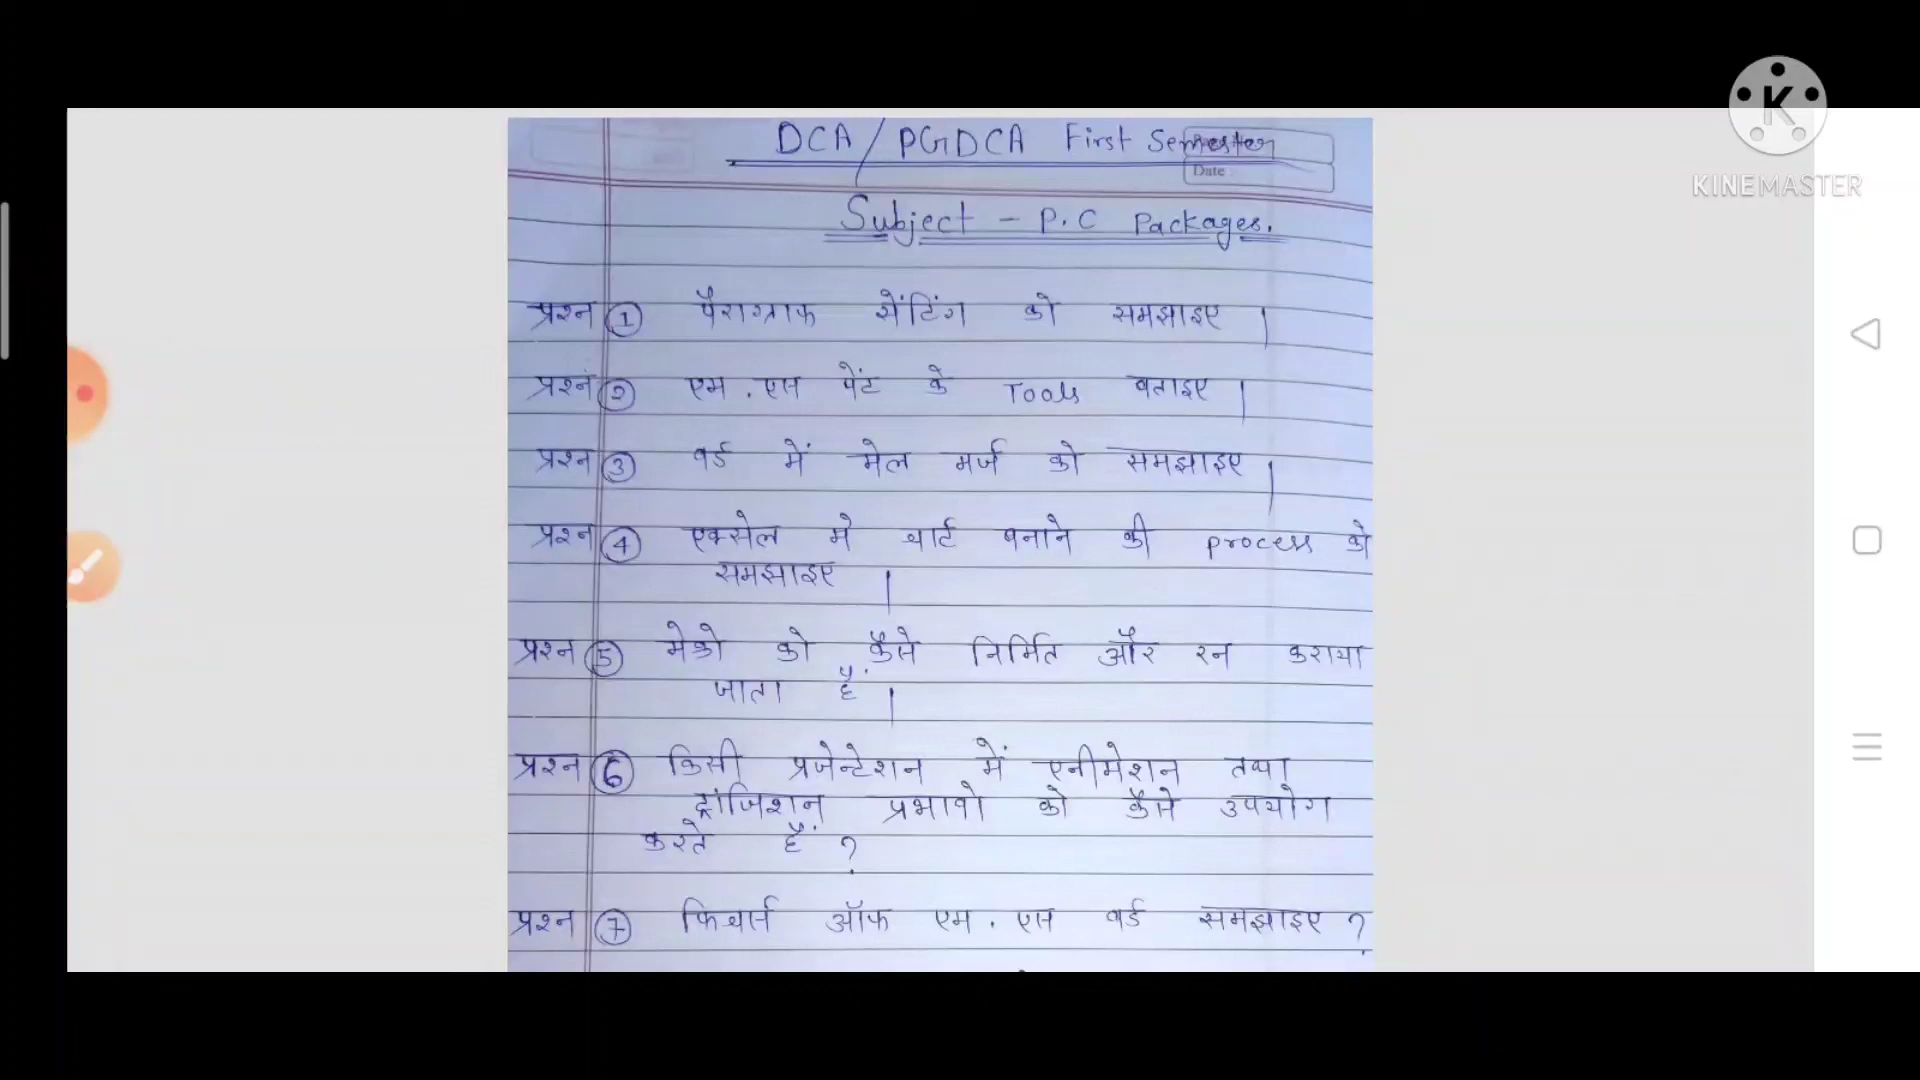 DCA/PGDCA First Semester
Date
Subject - P.C Packages.
प्रश्न 1 पैराग्राफ सेंटिंग को समझाइए |
प्रश्न 2 एम.एस पेंट के Tools बताइए |
प्रश्न 3 वर्ड में मेल मर्ज को समझाइए |
प्रश्न 4 एक्सेल मे चार्ट बनाने की process को
समझाइए |
प्रश्न 5 मेक्रो को कैसे निर्मित और रन कराया
जाता है |
प्रश्न 6 किसी प्रजेन्टेशन में एनीमेशन तथा
ट्रांजिशन प्रभावो को कैसे उपयोग
करते हैं ?
प्रश्न 7 फिचर्स ऑफ एम.एस वर्ड समझाइए ?
K
KINEMASTER